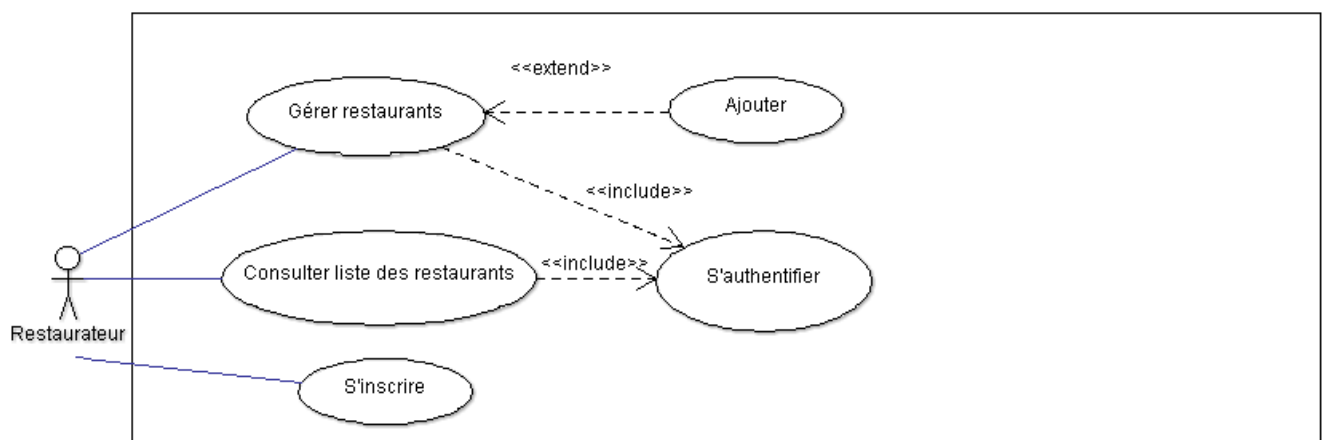 <<extend>>
Gérer restaurants
Ajouter
<<include>>
Consulter liste des restaurants
<<include>>
S'authentifier
Restaurateur
S'inscrire